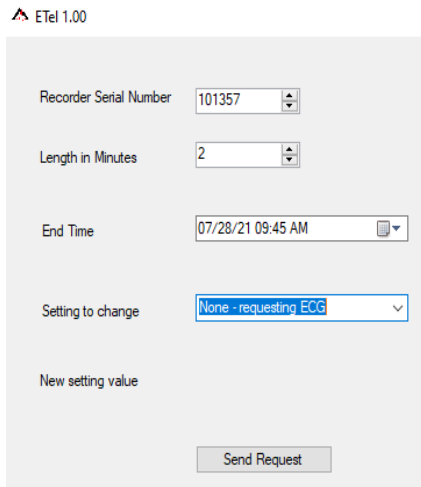 ETel 1.00
Recorder Serial Number 101357
Length in Minutes 2
End Time 07/28/21 09:45 AM
Setting to change None - requesting ECG
New setting value
Send Request